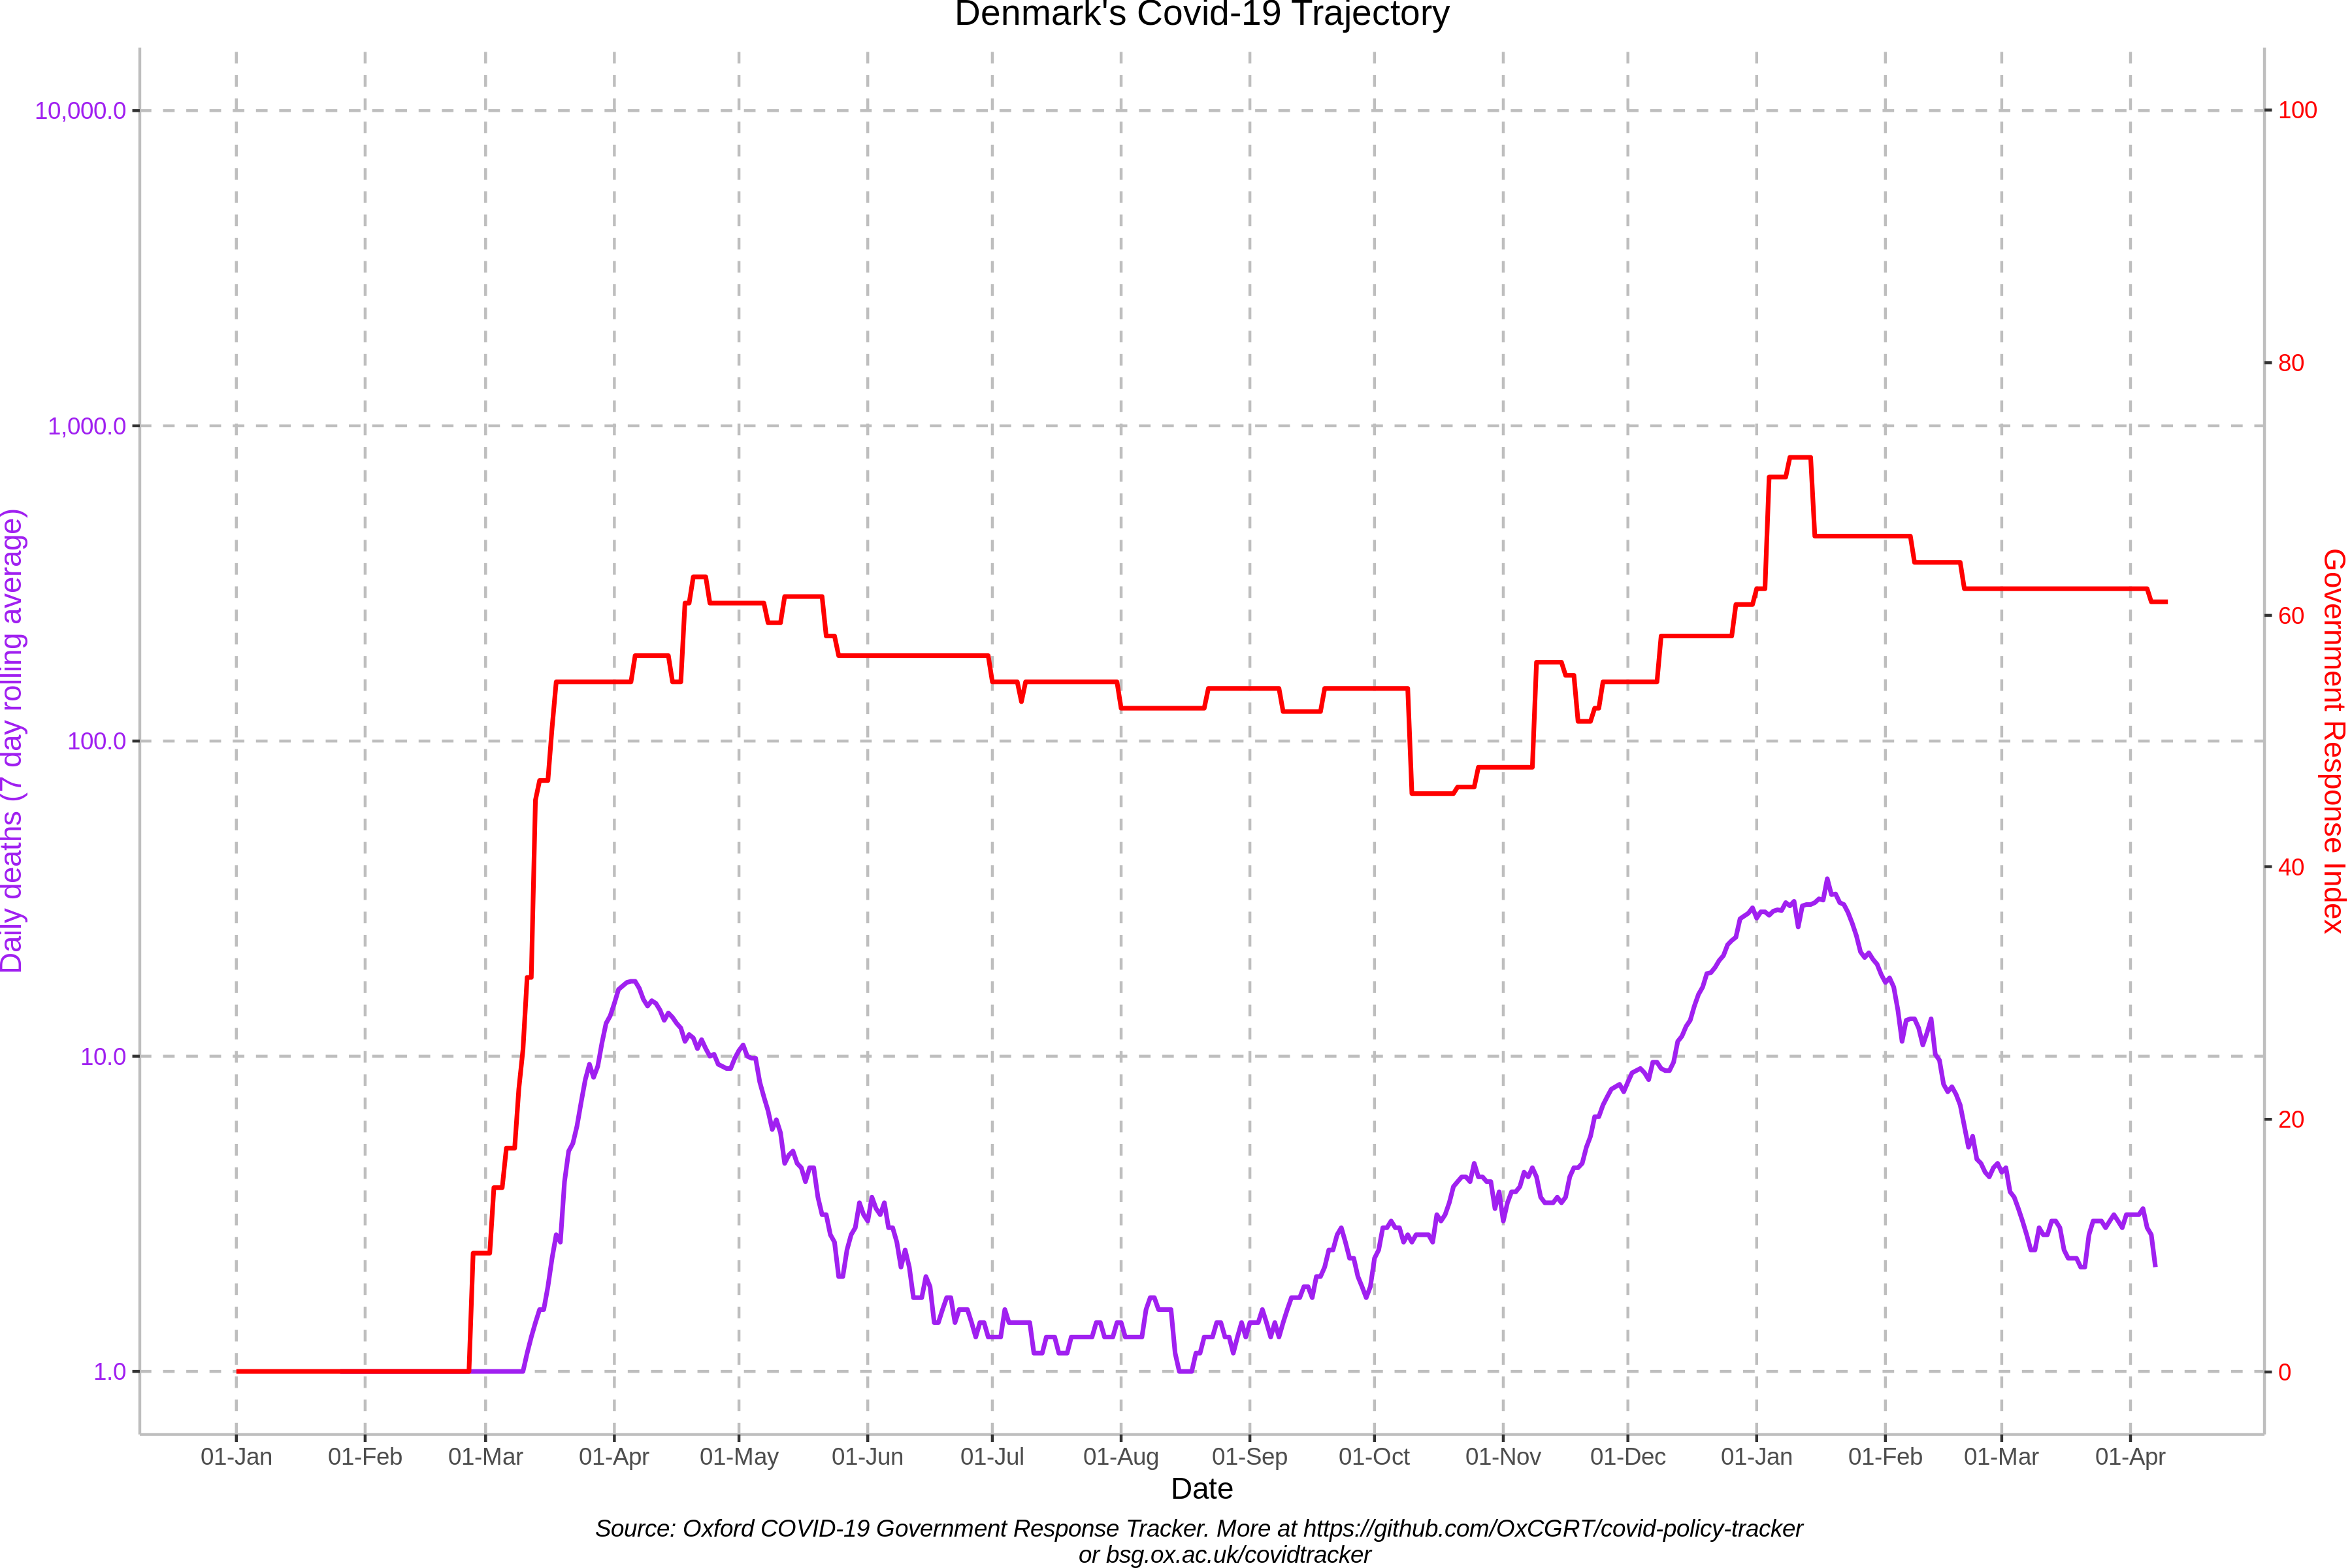 Denmark's Covid-19 Trajectory
10,000.0
1,000.0
100.0
10.0
1.0
Daily deaths (7 day rolling average)
100
80
60
40
20
0
Government Response Index
01-Jan 01-Feb 01-Mar 01-Apr 01-May 01-Jun 01-Jul 01-Aug 01-Sep 01-Oct 01-Nov 01-Dec 01-Jan 01-Feb 01-Mar 01-Apr
Date
Source: Oxford COVID-19 Government Response Tracker. More at https://github.com/OxCGRT/covid-policy-tracker
or bsg.ox.ac.uk/covidtracker